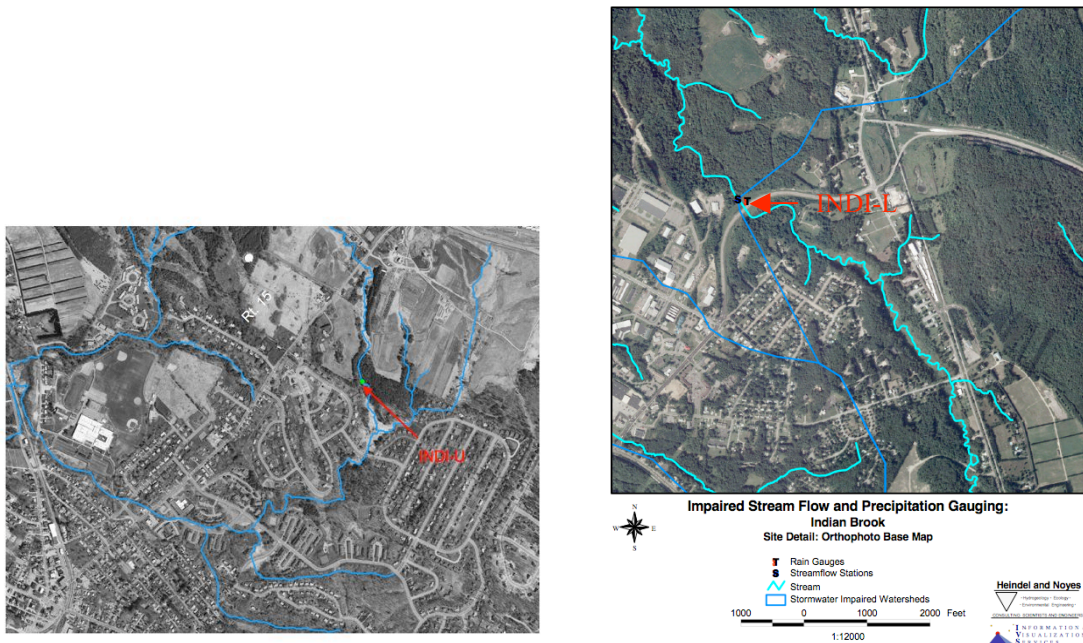 Rt. 15
INDI-U
S T
INDI-L
Impaired Stream Flow and Precipitation Gauging:
Indian Brook
Site Detail: Orthophoto Base Map
N
W E
S
T Rain Gauges
S Streamflow Stations
Stream
Stormwater Impaired Watersheds
1000 0 1000 2000 Feet
1:12000
Heindel and Noyes
-Hydrogeology - Ecology-
-Environmental Engineering-
CONSULTING SCIENTISTS AND ENGINEERS
INFORMATION
VISUALIZATION
SERVICES